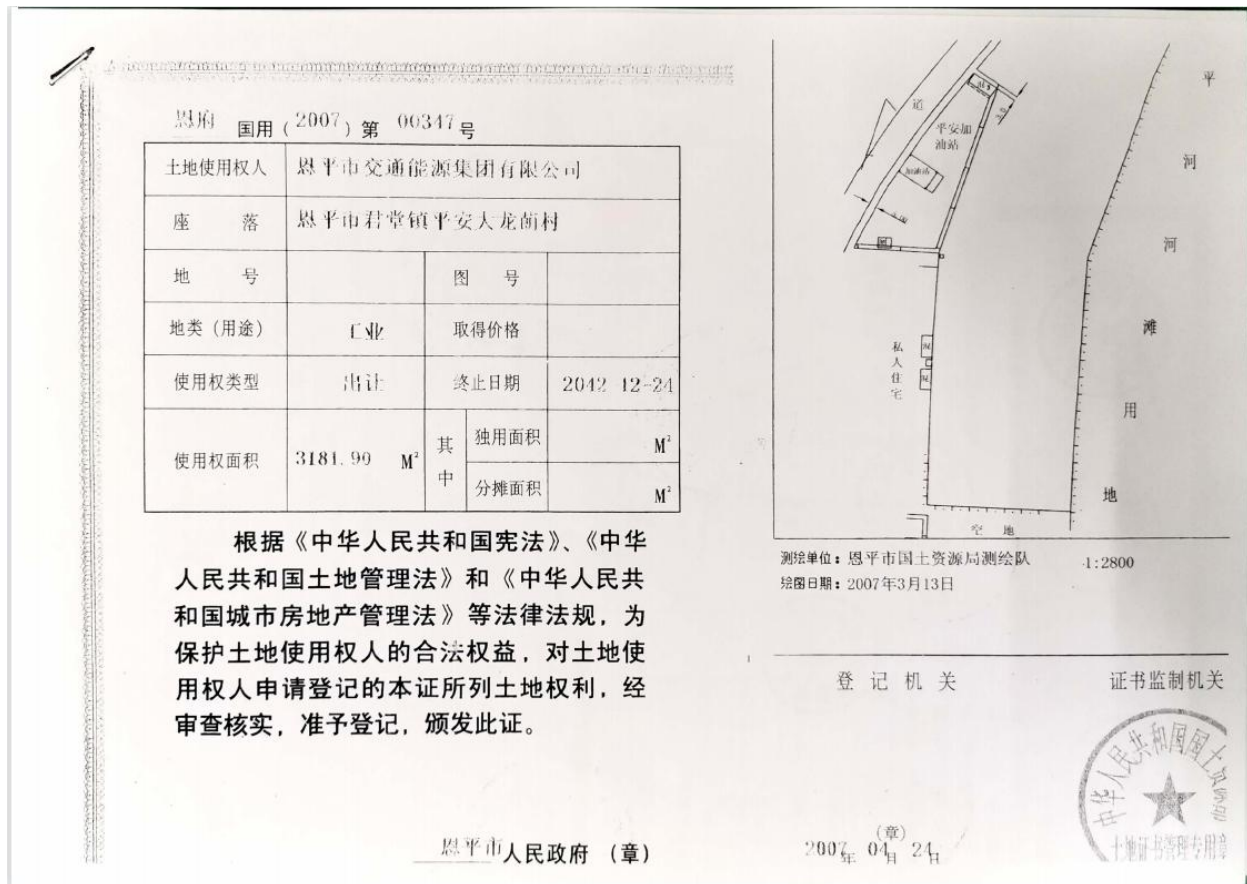 恩府 国用（2007）第 00347 号
土地使用权人 恩平市交通能源集团有限公司
座 落 恩平市君堂镇平安大龙蓢村
地 号 图 号
地类（用途） 工业 取得价格
使用权类型 出让 终止日期 2042-12-24
使用权面积 3181.90 M² 其中 独用面积 M²
分摊面积 M²
根据《中华人民共和国宪法》、《中华
人民共和国土地管理法》和《中华人民共
和国城市房地产管理法》等法律法规，为
保护土地使用权人的合法权益，对土地使
用权人申请登记的本证所列土地权利，经
审查核实，准予登记，颁发此证。
恩平市人民政府（章）
道
平安加
油站
加油站
平河河滩用地
私人住宅
空 地
测绘单位：恩平市国土资源局测绘队 1:2800
绘图日期：2007年3月13日
登 记 机 关 证书监制机关
（章）
2007年 04月 24日
中华人民共和国国土资
土地证书管理专用章